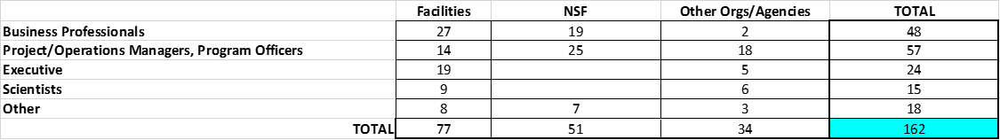 Facilities NSF Other Orgs/Agencies TOTAL
Business Professionals 27 19 2 48
Project/Operations Managers, Program Officers 14 25 18 57
Executive 19 5 24
Scientists 9 6 15
Other 8 7 3 18
TOTAL 77 51 34 162